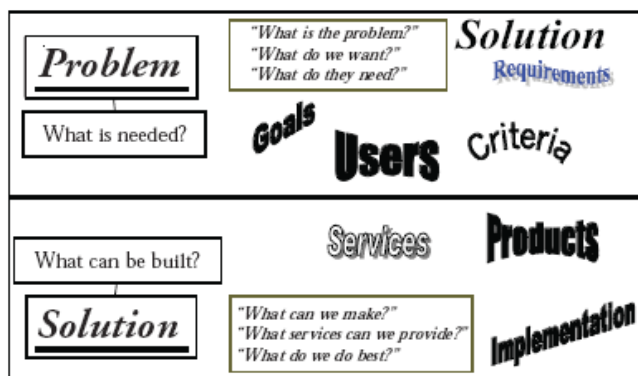 Problem
What is needed?
"What is the problem?"
"What do we want?"
"What do they need?"
Solution
Requirements
Goals
Users
Criteria
What can be built?
Solution
Services
Products
"What can we make?"
"What services can we provide?"
"What do we do best?"
Implementation